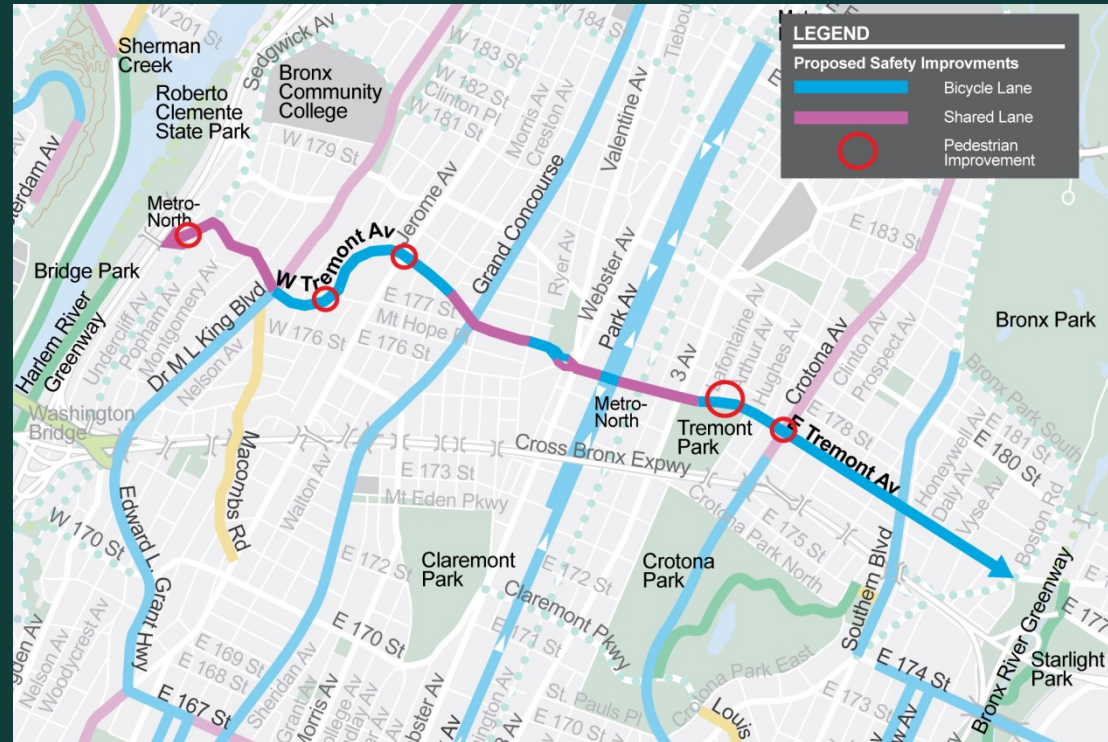 LEGEND
Proposed Safety Improvments
Bicycle Lane
Shared Lane
Pedestrian
Improvement
W 201 St
Sherman
Creek
Sedgwick Av
Roberto
Clemente
State Park
Bronx
Community
College
W 183 St
W 182 St
Clinton Pl
W 181 St
W 179 St
W 184 S
Morris Av
Creston Av
Valentine Av
Tiebou
Grand Concourse
Metro-
North
Jerome Av
W Tremont Av
Bridge Park
Harlem River
Greenway
Undercliff Av
Popham Av
Montgomery Av
Dr M L King Blvd
Nelson Av
W 176 St
E 176 St
E 177 St
Mt Hope
Ryer Av
Webster Av
Park Av
3 Av
Lafontaine Av
Arthur Av
Hughes Av
Crotona Av
Clinton Av
Prospect Av
E 183 St
Bronx Park
Metro-
North
Tremont
Park
E Tremont Av
E 178 St
Honeywell Av
Daly Av
Vyse Av
E 181 St
E 180 St
Bronx Park South
Boston Rd
Washington
Bridge
Macombs Rd
Cross Bronx Expwy
E 173 St
Mt Eden Pkwy
Walton Av
E 172 St
Edward L. Grant Hwy
W 170 St
Claremont
Park
E 172 St
Claremont Pkwy
E 171 St
E 170 St
Crotona
Park
Crotona Park North
E 175 St
Southern Blvd
Bronx River Greenway
E 177
Starlight
Park
E 174 St
E 173 St
Crotona Park East
Louis
St. Pauls Pl
E 170 S
Nelson Av
Woodycrest Av
E 169 St
E 168 St
E 167 St
Sheridan Av
Morris Av